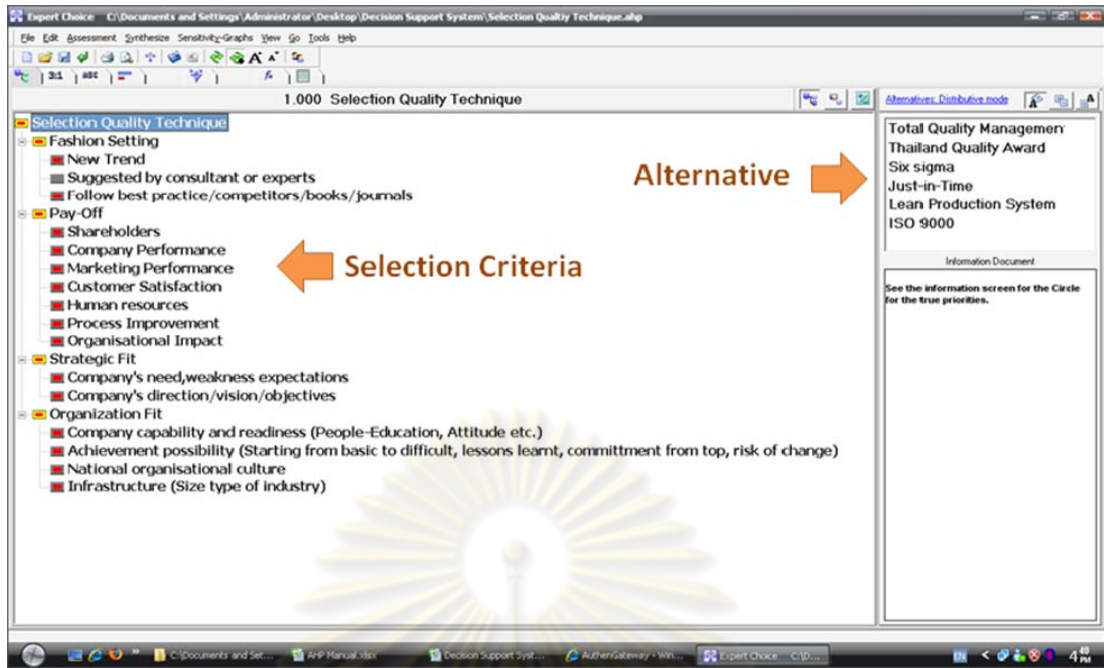 Expert Choice C:\Documents and Settings\Administrator\Desktop\Decision Support System\Selection Qualtiy Technique.ahp
File Edit Assessment Synthesize Sensitivity-Graphs View Go Tools Help
3:1 ABC
1.000 Selection Quality Technique
Alternatives: Distributive mode
Selection Quality Technique
Fashion Setting
New Trend
Suggested by consultant or experts
Follow best practice/competitors/books/journals
Pay-Off
Shareholders
Company Performance
Marketing Performance
Customer Satisfaction
Human resources
Process Improvement
Organisational Impact
Strategic Fit
Company's need,weakness expectations
Company's direction/vision/objectives
Organization Fit
Company capability and readiness (People-Education, Attitude etc.)
Achievement possibility (Starting from basic to difficult, lessons learnt, committment from top, risk of change)
National organisational culture
Infrastructure (Size type of industry)
Selection Criteria
Alternative
Total Quality Managemen
Thailland Quality Award
Six sigma
Just-in-Time
Lean Production System
ISO 9000
Information Document
See the information screen for the Circle
for the true priorities.
C:\Documents and Set...
AHP Manual.xlsx
Decision Support Syst...
AuthenGateway - Win...
Expert Choice C:\D...
EN
4 40 PM